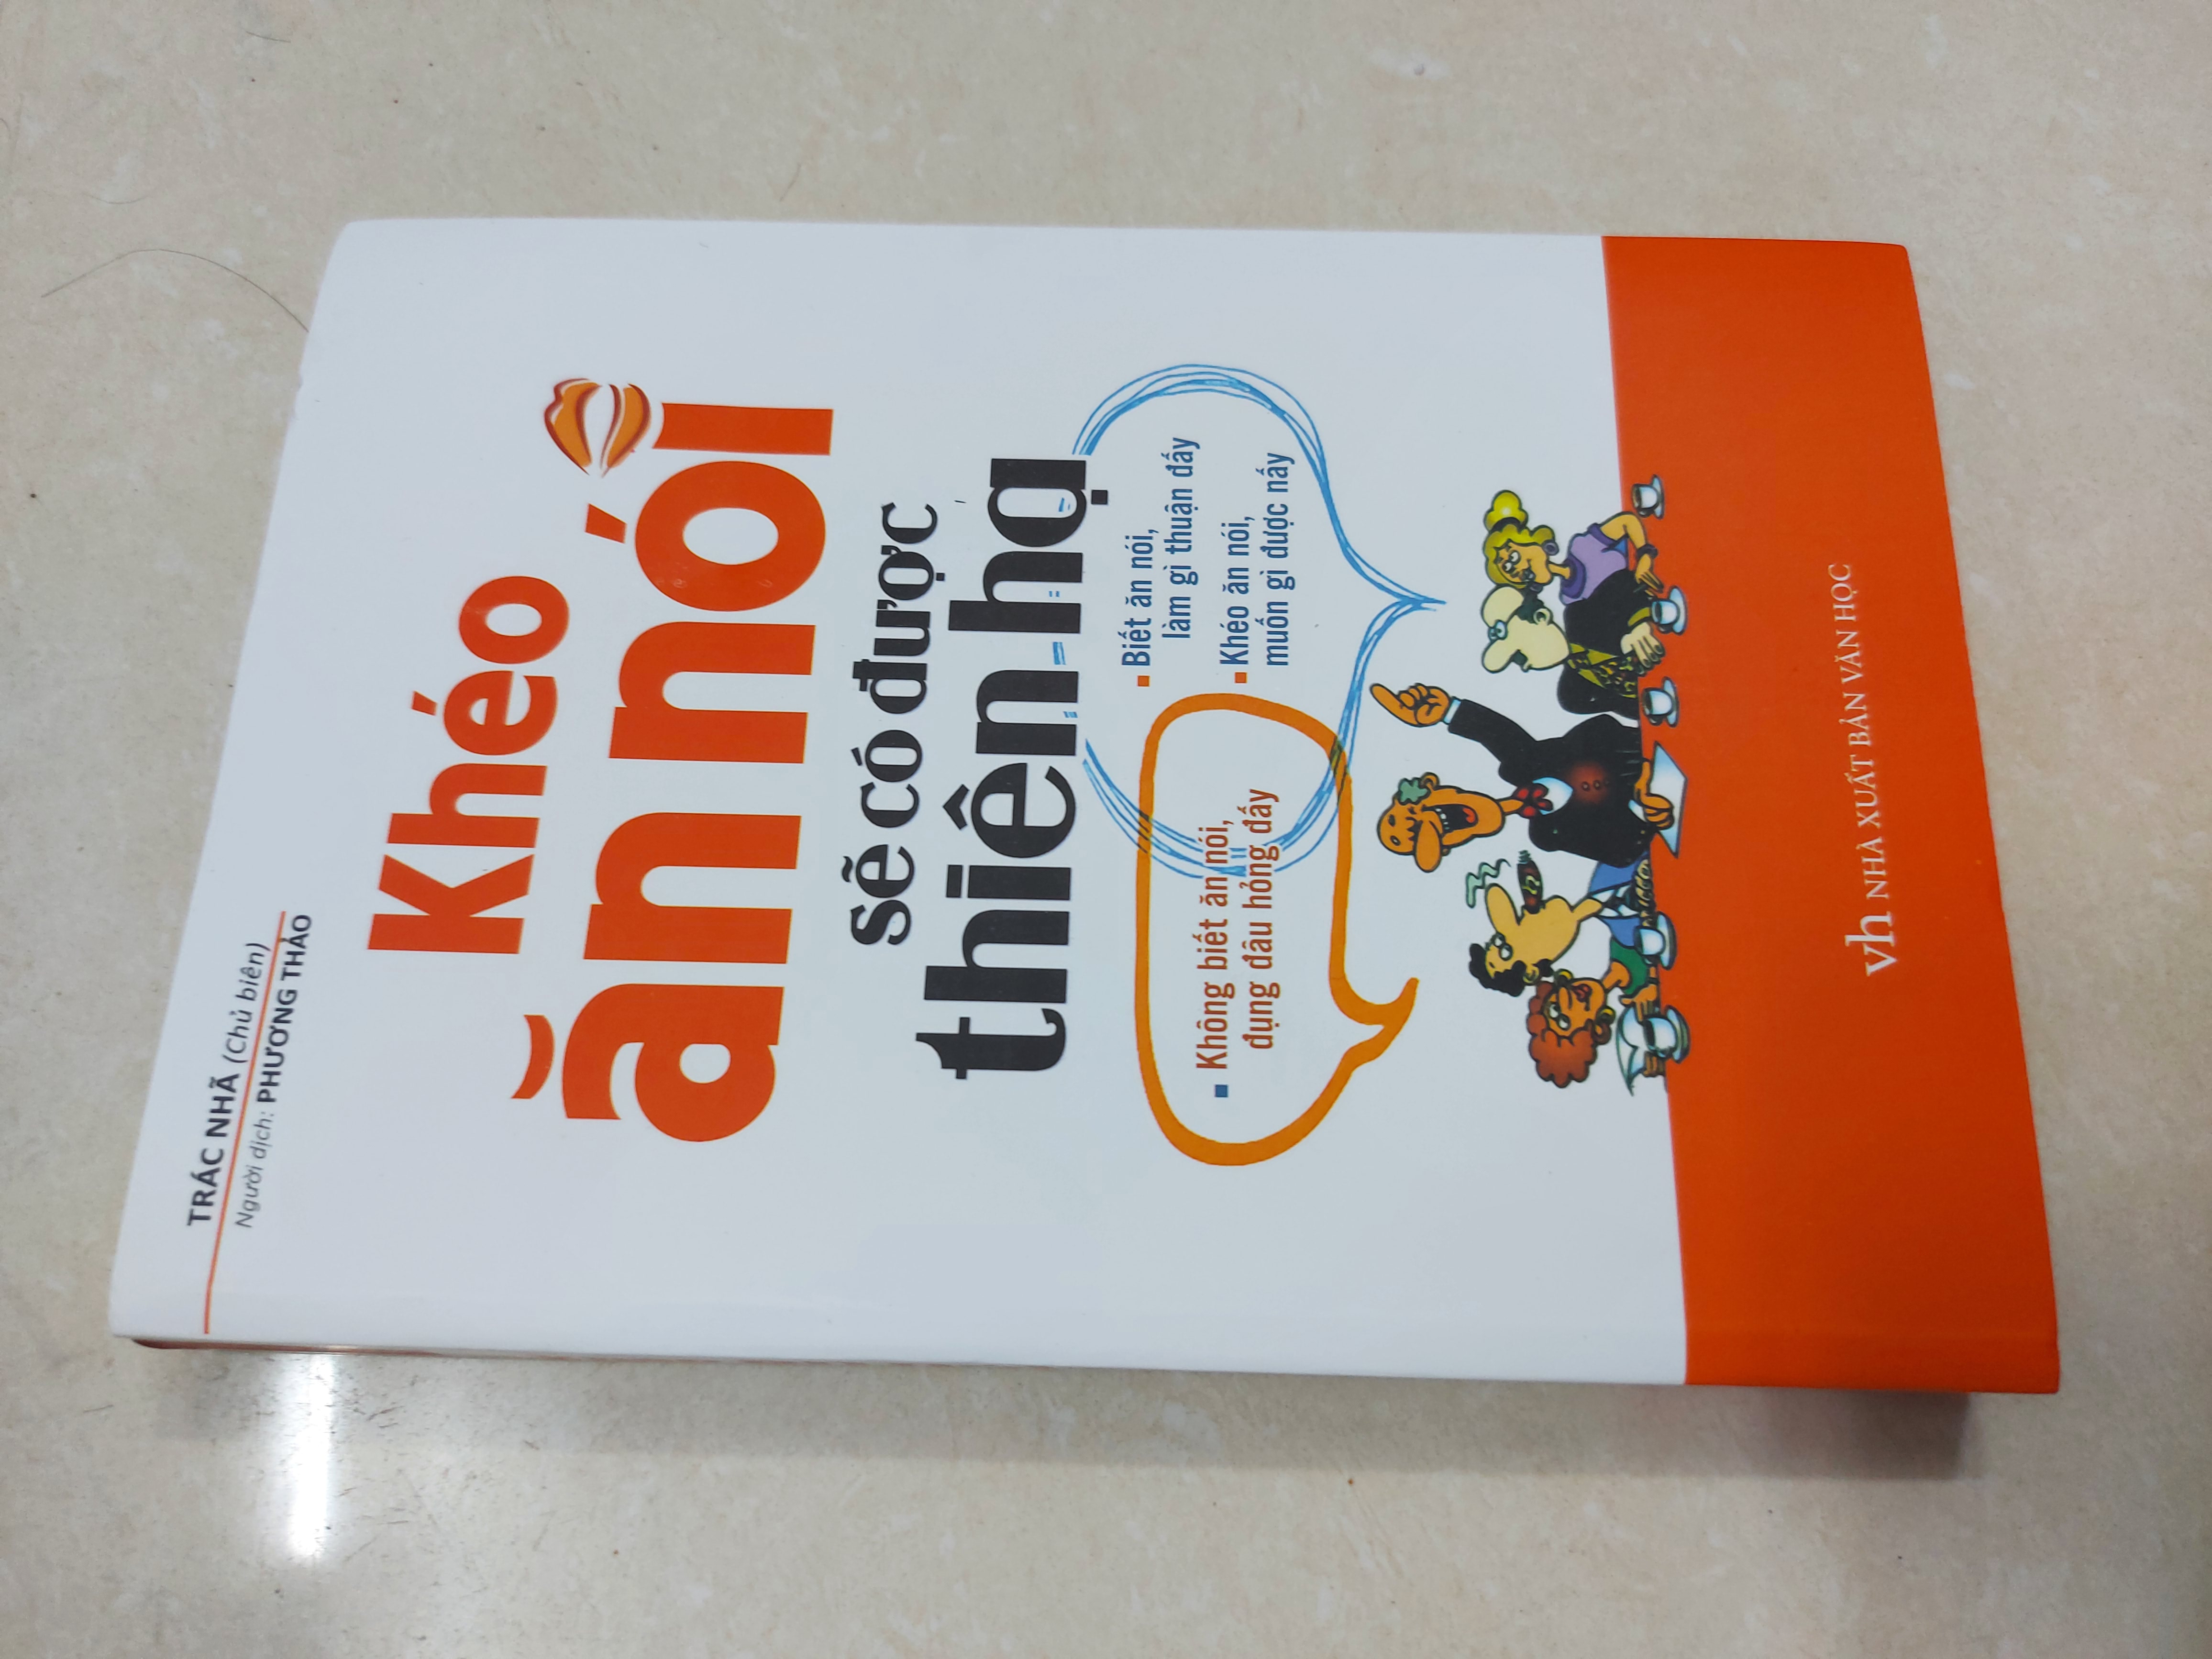 TRÁC NHÃ (Chủ biên)
Người dịch: PHƯƠNG THẢO
Khéo
ăn nói
sẽ có được
thiên hạ
Không biết ăn nói,
đụng đâu hỏng đấy
Biết ăn nói,
làm gì thuận đấy
Khéo ăn nói,
muốn gì được nấy
vh NHÀ XUẤT BẢN VĂN HỌC